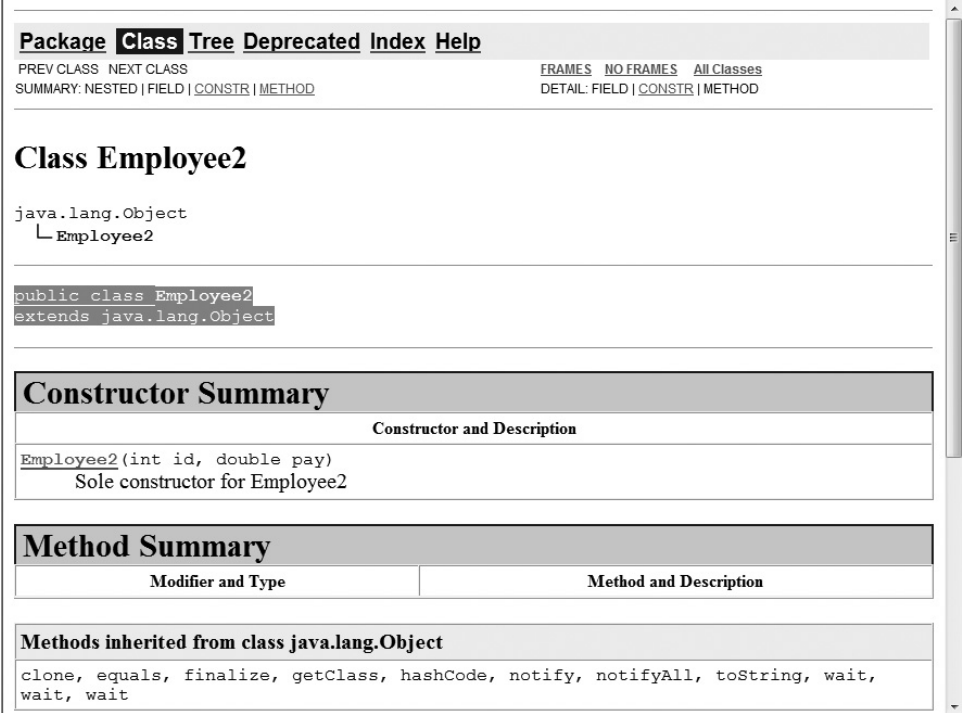 Package Class Tree Deprecated Index Help
PREV CLASS NEXT CLASS FRAMES NO FRAMES All Classes
SUMMARY: NESTED | FIELD | CONSTR | METHOD DETAIL: FIELD | CONSTR | METHOD
Class Employee2
java.lang.Object
Employee2
public class Employee2
extends java.lang.Object
Constructor Summary
Constructor and Description
Employee2(int id, double pay)
Sole constructor for Employee2
Method Summary
Modifier and Type Method and Description
Methods inherited from class java.lang.Object
clone, equals, finalize, getClass, hashCode, notify, notifyAll, toString, wait,
wait, wait